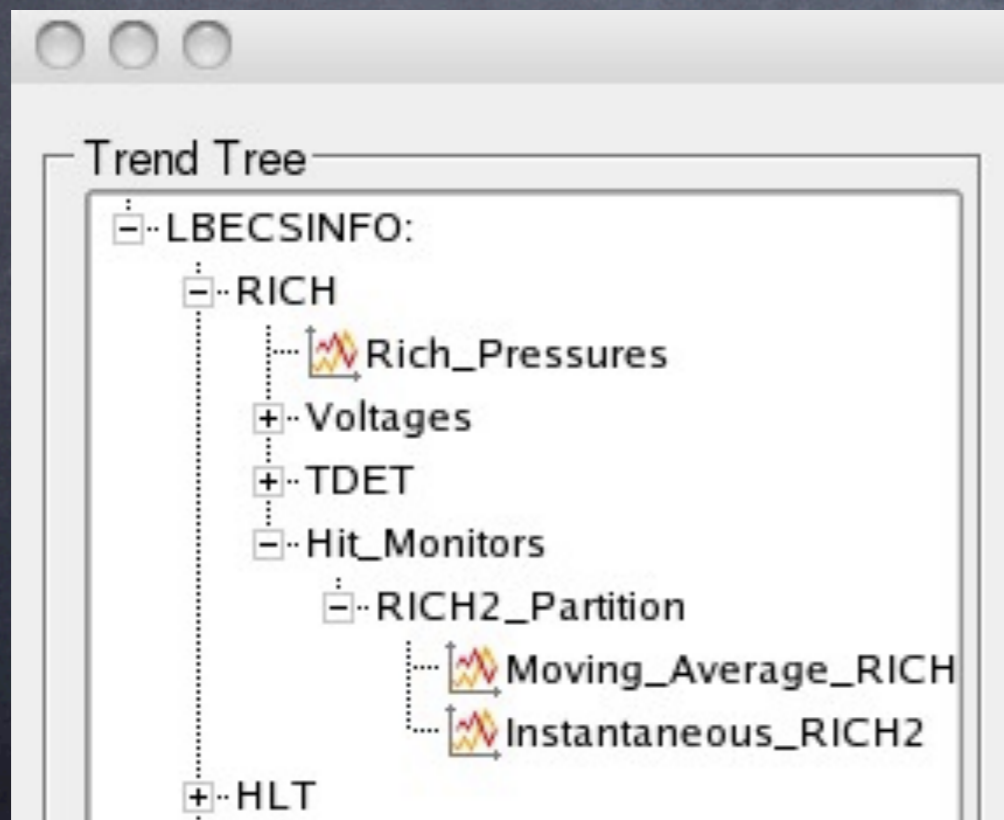 Trend Tree
LBECSINFO:
RICH
Rich_Pressures
Voltages
TDET
Hit_Monitors
RICH2_Partition
Moving_Average_RICH
Instantaneous_RICH2
HLT